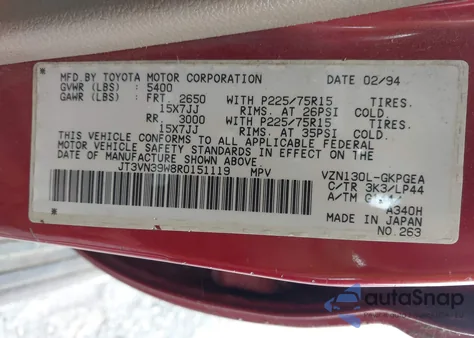 MFD.BY TOYOTA MOTOR CORPORATION DATE 02/94
GVWR (LBS) : 5400
GAWR (LBS) : FRT. 2650 WITH P225/75R15 TIRES.
15X7JJ RIMS. AT 26PSI COLD.
RR. 3000 WITH P225/75R15 TIRES.
15X7JJ RIMS. AT 35PSI COLD.
THIS VEHICLE CONFORMS TO ALL APPLICABLE FEDERAL
MOTOR VEHICLE SAFETY STANDARDS IN
EFFECT ON THE DATE OF MANUFACTURE SHOWN ABOVE.
JT3VN39W8R0151119 MPV VZN130L-GKPGEA
C/TR 3K3/LP44
A/TM
A340H
MADE IN JAPAN
NO.263
autoSnap